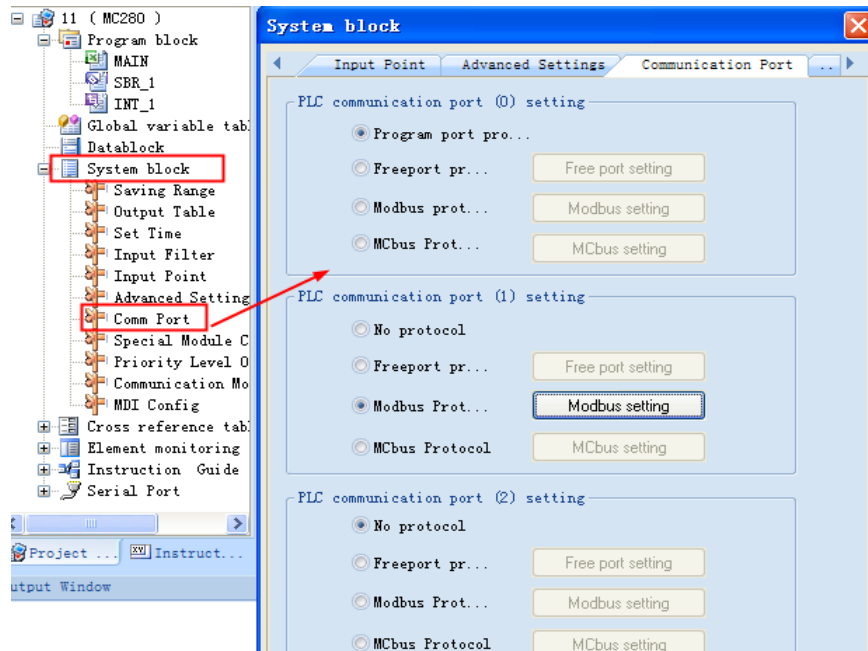 11 ( MC280 )
Program block
MAIN
SBR_1
INT_1
Global variable tab
Datablock
System block
Saving Range
Output Table
Set Time
Input Filter
Input Point
Advanced Setting
Comm Port
Special Module C
Priority Level O
Communication Mo
MDI Config
Cross reference tab
Element monitoring
Instruction Guide
Serial Port
Project ...
Instruct...
utput Window
System block
Input Point
Advanced Settings
Communication Port
..
PLC communication port (0) setting
Program port pro...
Freeport pr...
Free port setting
Modbus prot...
Modbus setting
MCbus Prot...
MCbus setting
PLC communication port (1) setting
No protocol
Freeport pr...
Free port setting
Modbus Prot...
Modbus setting
MCbus Protocol
MCbus setting
PLC communication port (2) setting
No protocol
Freeport pr...
Free port setting
Modbus Prot...
Modbus setting
MCbus Protocol
MCbus setting